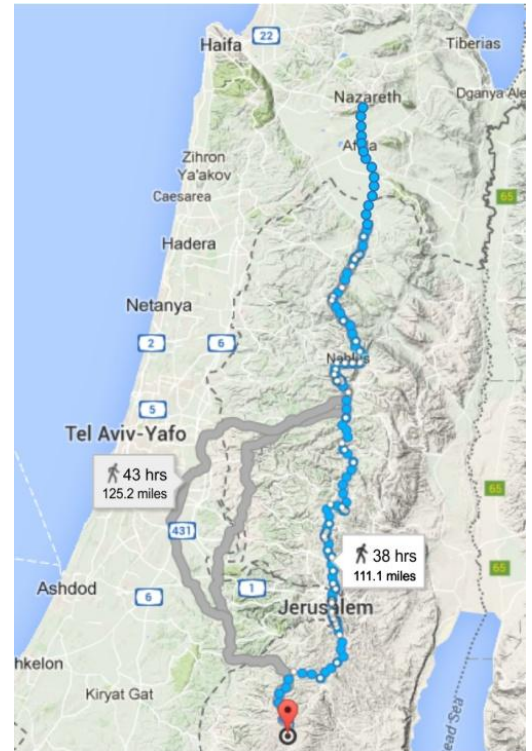 Haifa
22
Tiberias
Nazareth
Dganya Ale
Afula
Zihron
Ya'akov
65
Caesarea
Hadera
Netanya
2
6
Nablus
5
Tel Aviv-Yafo
43 hrs
125.2 miles
65
431
38 hrs
111.1 miles
Ashdod
6
1
Jerusalem
hkelon
Kiryat Gat
ead Sea